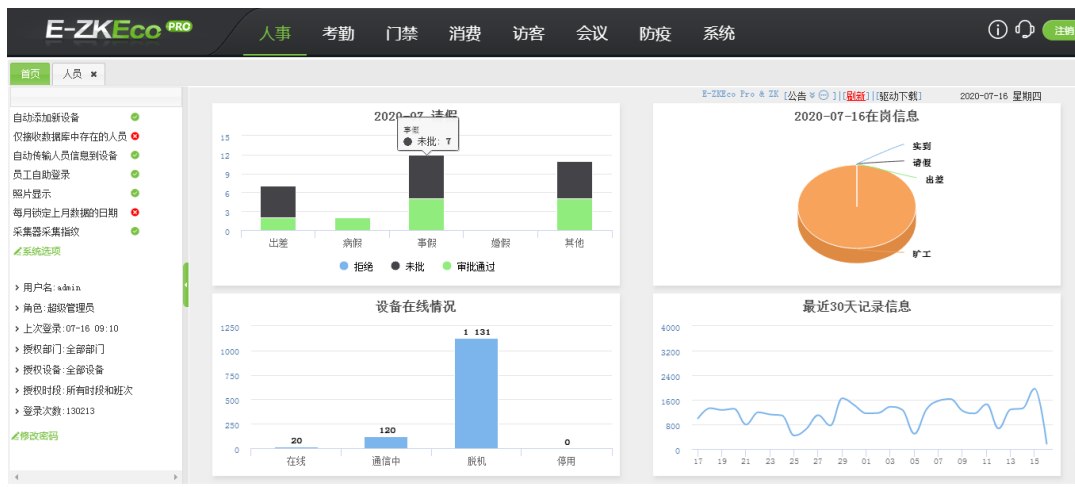 E-ZKEco PRO
人事 考勤 门禁 消费 访客 会议 防疫 系统
注销
首页 人员 ×
E-ZKEco Pro & ZK [公告 ]|[刷新]|[驱动下载] 2020-07-16 星期四
自动添加新设备
仅接收数据库中存在的人员
自动传输人员信息到设备
员工自助登录
照片显示
每月锁定上月数据的日期
采集器采集指纹
系统选项
用户名:admin
角色:超级管理员
上次登录:07-16 09:10
授权部门:全部部门
授权设备:全部设备
授权时段:所有时段和班次
登录次数:130213
修改密码
2020-07 请假
事假
未批: 7
15
12
9
6
3
0
出差 病假 事假 婚假 其他
拒绝 未批 审批通过
2020-07-16在岗信息
实到
请假
出差
旷工
设备在线情况
1250
1000
750
500
250
0
20 120 1 131 0
在线 通信中 脱机 停用
最近30天记录信息
4000
3200
2400
1600
800
0
17 19 21 23 25 27 29 01 03 05 07 09 11 13 15